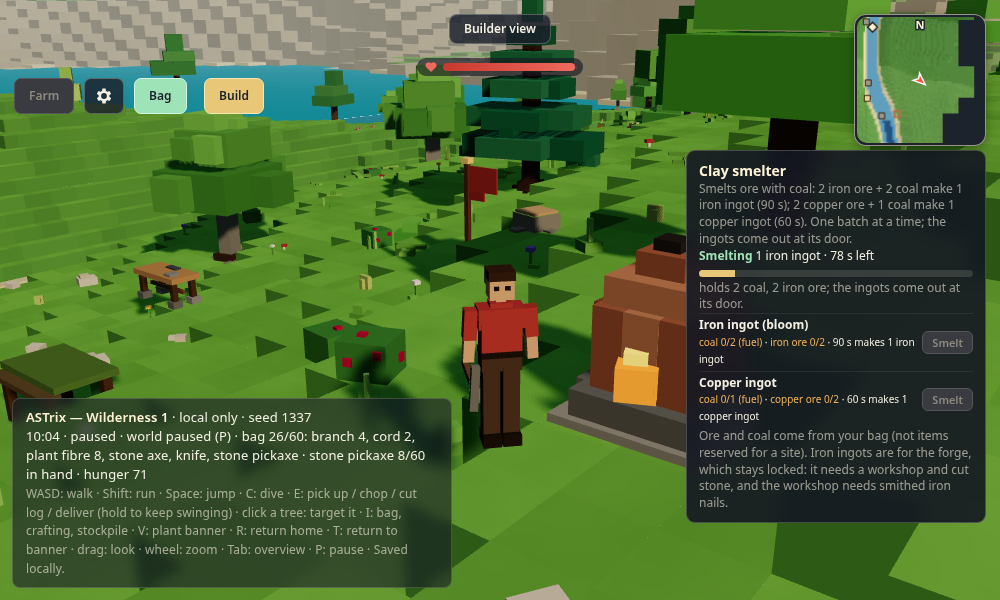 Builder view
N
Farm
Bag
Build
Clay smelter
Smelts ore with coal: 2 iron ore + 2 coal make 1
iron ingot (90 s); 2 copper ore + 1 coal make 1
copper ingot (60 s). One batch at a time; the
ingots come out at its door.
Smelting 1 iron ingot · 78 s left
holds 2 coal, 2 iron ore; the ingots come out at
its door.
Iron ingot (bloom)
coal 0/2 (fuel) · iron ore 0/2 · 90 s makes 1 iron
ingot
Smelt
Copper ingot
coal 0/1 (fuel) · copper ore 0/2 · 60 s makes 1
copper ingot
Smelt
Ore and coal come from your bag (not items
reserved for a site). Iron ingots are for the forge,
which stays locked: it needs a workshop and cut
stone, and the workshop needs smithed iron
nails.
ASTrix — Wilderness 1 · local only · seed 1337
10:04 · paused · world paused (P) · bag 26/60: branch 4, cord 2,
plant fibre 8, stone axe, knife, stone pickaxe · stone pickaxe 8/60
in hand · hunger 71
WASD: walk · Shift: run · Space: jump · C: dive · E: pick up / chop / cut
log / deliver (hold to keep swinging) · click a tree: target it · I: bag,
crafting, stockpile · V: plant banner · R: return home · T: return to
banner · drag: look · wheel: zoom · Tab: overview · P: pause · Saved
locally.